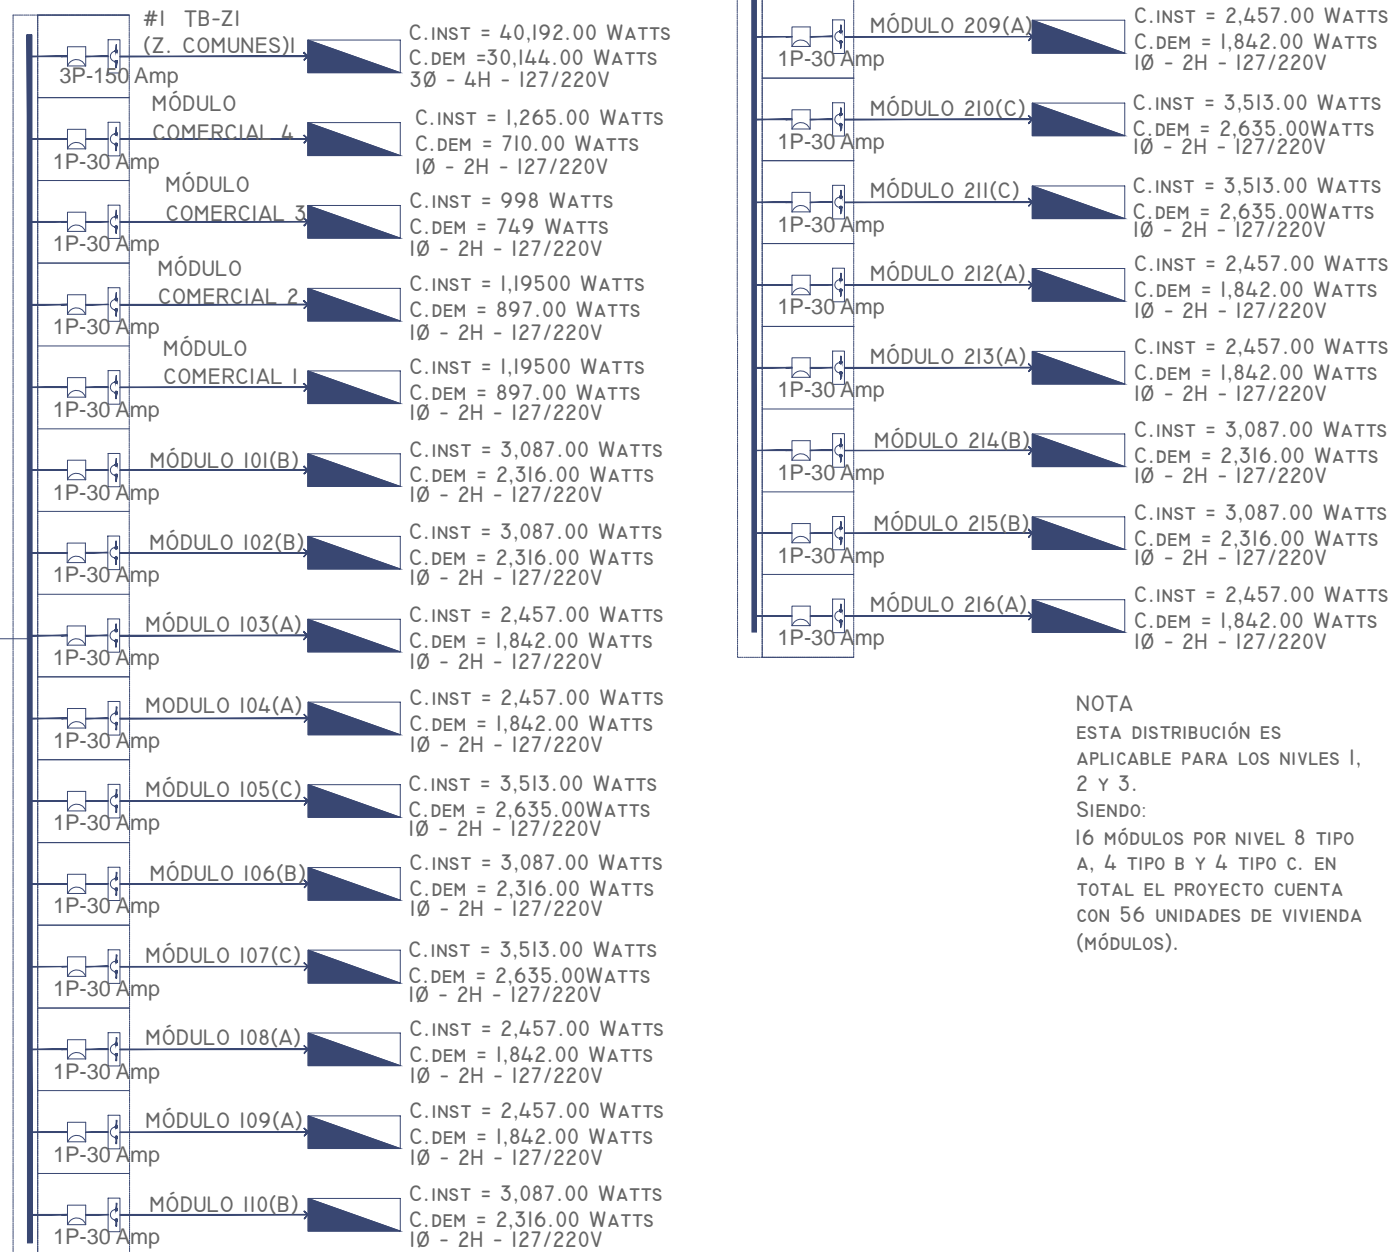 #1 TB-Z1
(Z. COMUNES)1
3P-150 Amp
C.INST = 40,192.00 WATTS
C.DEM =30,144.00 WATTS
3Ø - 4H - 127/220V
MÓDULO
COMERCIAL 4
1P-30 Amp
C.INST = 1,265.00 WATTS
C.DEM = 710.00 WATTS
1Ø - 2H - 127/220V
MÓDULO
COMERCIAL 3
1P-30 Amp
C.INST = 998 WATTS
C.DEM = 749 WATTS
1Ø - 2H - 127/220V
MÓDULO
COMERCIAL 2
1P-30 Amp
C.INST = 1,19500 WATTS
C.DEM = 897.00 WATTS
1Ø - 2H - 127/220V
MÓDULO
COMERCIAL 1
1P-30 Amp
C.INST = 1,19500 WATTS
C.DEM = 897.00 WATTS
1Ø - 2H - 127/220V
MÓDULO 101(B)
1P-30 Amp
C.INST = 3,087.00 WATTS
C.DEM = 2,316.00 WATTS
1Ø - 2H - 127/220V
MÓDULO 102(B)
1P-30 Amp
C.INST = 3,087.00 WATTS
C.DEM = 2,316.00 WATTS
1Ø - 2H - 127/220V
MÓDULO 103(A)
1P-30 Amp
C.INST = 2,457.00 WATTS
C.DEM = 1,842.00 WATTS
1Ø - 2H - 127/220V
MODULO 104(A)
1P-30 Amp
C.INST = 2,457.00 WATTS
C.DEM = 1,842.00 WATTS
1Ø - 2H - 127/220V
MÓDULO 105(C)
1P-30 Amp
C.INST = 3,513.00 WATTS
C.DEM = 2,635.00WATTS
1Ø - 2H - 127/220V
MÓDULO 106(B)
1P-30 Amp
C.INST = 3,087.00 WATTS
C.DEM = 2,316.00 WATTS
1Ø - 2H - 127/220V
MÓDULO 107(C)
1P-30 Amp
C.INST = 3,513.00 WATTS
C.DEM = 2,635.00WATTS
1Ø - 2H - 127/220V
MÓDULO 108(A)
1P-30 Amp
C.INST = 2,457.00 WATTS
C.DEM = 1,842.00 WATTS
1Ø - 2H - 127/220V
MÓDULO 109(A)
1P-30 Amp
C.INST = 2,457.00 WATTS
C.DEM = 1,842.00 WATTS
1Ø - 2H - 127/220V
MÓDULO 110(B)
1P-30 Amp
C.INST = 3,087.00 WATTS
C.DEM = 2,316.00 WATTS
1Ø - 2H - 127/220V
MÓDULO 209(A)
1P-30 Amp
C.INST = 2,457.00 WATTS
C.DEM = 1,842.00 WATTS
1Ø - 2H - 127/220V
MÓDULO 210(C)
1P-30 Amp
C.INST = 3,513.00 WATTS
C.DEM = 2,635.00WATTS
1Ø - 2H - 127/220V
MÓDULO 211(C)
1P-30 Amp
C.INST = 3,513.00 WATTS
C.DEM = 2,635.00WATTS
1Ø - 2H - 127/220V
MÓDULO 212(A)
1P-30 Amp
C.INST = 2,457.00 WATTS
C.DEM = 1,842.00 WATTS
1Ø - 2H - 127/220V
MÓDULO 213(A)
1P-30 Amp
C.INST = 2,457.00 WATTS
C.DEM = 1,842.00 WATTS
1Ø - 2H - 127/220V
MÓDULO 214(B)
1P-30 Amp
C.INST = 3,087.00 WATTS
C.DEM = 2,316.00 WATTS
1Ø - 2H - 127/220V
MÓDULO 215(B)
1P-30 Amp
C.INST = 3,087.00 WATTS
C.DEM = 2,316.00 WATTS
1Ø - 2H - 127/220V
MÓDULO 216(A)
1P-30 Amp
C.INST = 2,457.00 WATTS
C.DEM = 1,842.00 WATTS
1Ø - 2H - 127/220V
NOTA
ESTA DISTRIBUCIÓN ES
APLICABLE PARA LOS NIVLES 1,
2 Y 3.
SIENDO:
16 MÓDULOS POR NIVEL 8 TIPO
A, 4 TIPO B Y 4 TIPO C. EN
TOTAL EL PROYECTO CUENTA
CON 56 UNIDADES DE VIVIENDA
(MÓDULOS).